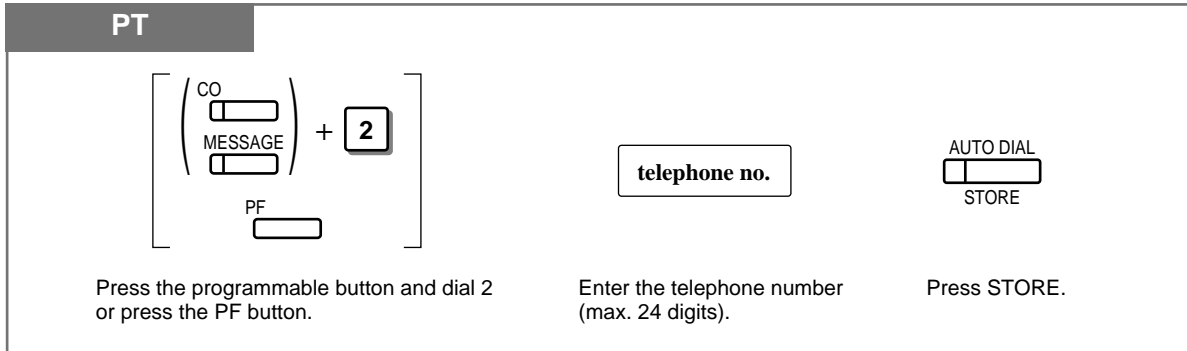 PT
CO
MESSAGE
+ 2
PF
telephone no.
AUTO DIAL
STORE
Press the programmable button and dial 2
or press the PF button.
Enter the telephone number
(max. 24 digits).
Press STORE.